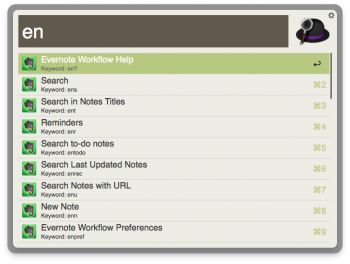 en
Evernote Workflow Help
Keyword: en?
Search
Keyword: ens
⌘2
Search in Notes Titles
Keyword: ent
⌘3
Reminders
Keyword: enr
⌘4
Search to-do notes
Keyword: entodo
⌘5
Search Last Updated Notes
Keyword: enrec
⌘6
Search Notes with URL
Keyword: enu
⌘7
New Note
Keyword: enn
⌘8
Evernote Workflow Preferences
Keyword: enpref
⌘9